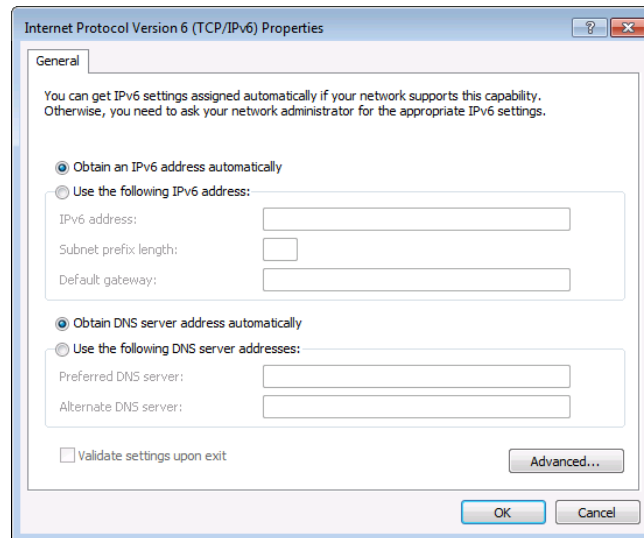 Internet Protocol Version 6 (TCP/IPv6) Properties
General
You can get IPv6 settings assigned automatically if your network supports this capability.
Otherwise, you need to ask your network administrator for the appropriate IPv6 settings.
Obtain an IPv6 address automatically
Use the following IPv6 address:
IPv6 address:
Subnet prefix length:
Default gateway:
Obtain DNS server address automatically
Use the following DNS server addresses:
Preferred DNS server:
Alternate DNS server:
Validate settings upon exit
Advanced...
OK Cancel